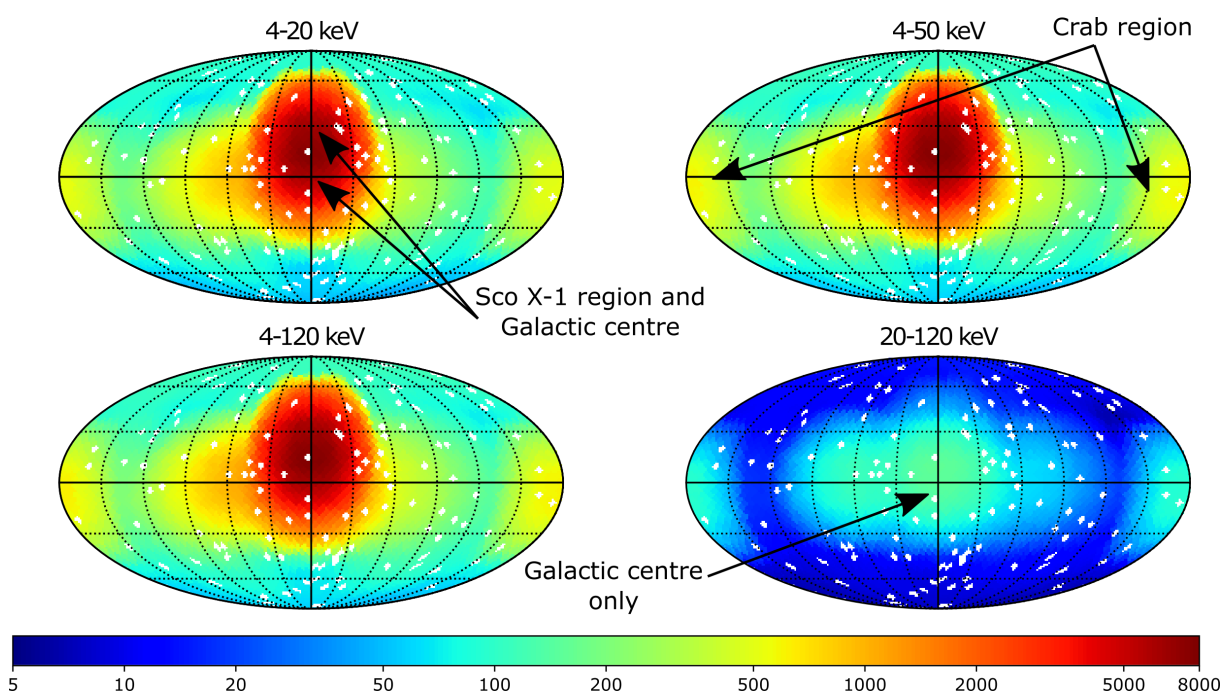 4-20 keV
4-50 keV
Crab region
Sco X-1 region and
Galactic centre
4-120 keV
20-120 keV
Galactic centre
only
5 10 20 50 100 200 500 1000 2000 5000 8000